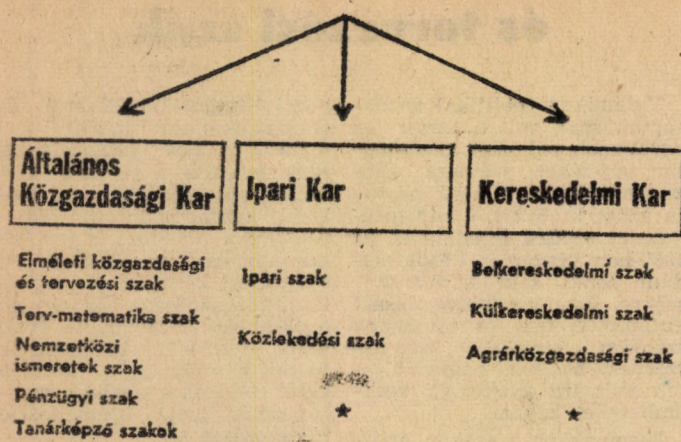 Általános
Közgazdasági Kar
Elméleti közgazdasági
és tervezési szak
Terv-matematika szak
Nemzetközi
ismeretek szak
Pénzügyi szak
Tanárképző szakok
Ipari Kar
Ipari szak
Közlekedési szak
★
Kereskedelmi Kar
Belkereskedelmi szak
Külkereskedelmi szak
Agrárközgazdasági szak
★